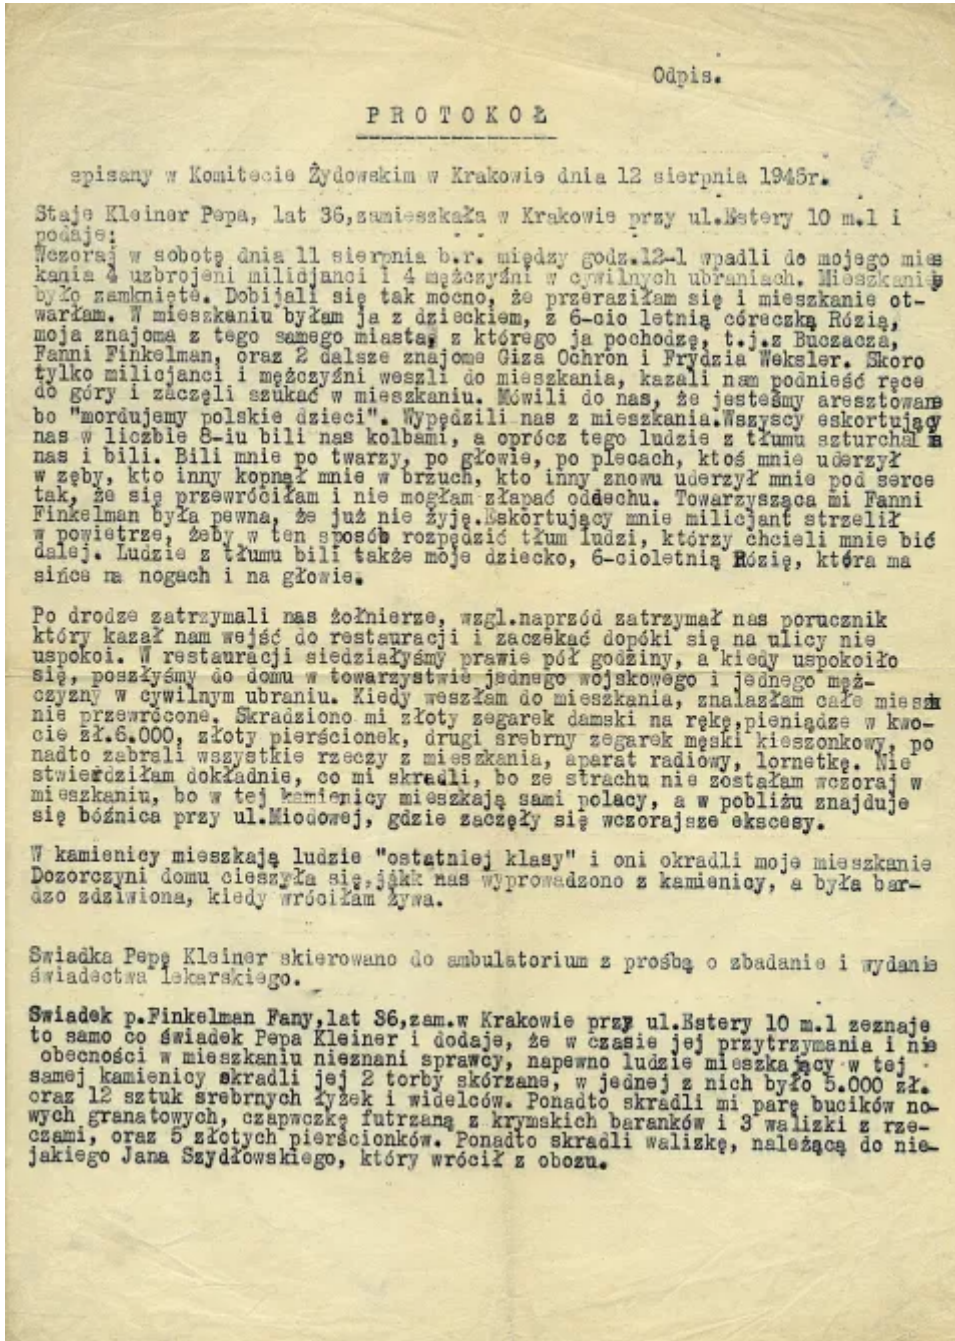 Odpis.
PROTOKOŁ
spisany w Komitecie Żydowskim w Krakowie dnia 12 sierpnia 1945r.
Staje Kleiner Pepa, lat 36,zamieszkała w Krakowie przy ul.Estery 10 m.1 i
podaje:
Wczoraj w sobotę dnia 11 sierpnia b.r. między godz.12-1 wpadli do mojego mies
kania 4 uzbrojeni milicjanci i 4 mężczyźni w cywilnych ubraniach. Mieszkanie
było zamknięte. Dobijali się tak mocno, że przeraziłam się i mieszkanie ot-
warłam. W mieszkaniu byłam ja z dzieckiem, z 6-cio letnią córeczką Rózią,
moja znajoma z tego samego miasta, z którego ja pochodzę, t.j.z Buczacza,
Fanni Finkelman, oraz 2 dalsze znajome Giza Ochron i Frydzia Weksler. Skoro
tylko milicjanci i mężczyźni weszli do mieszkania, kazali nam podnieść ręce
do góry i zaczęli szukać w mieszkaniu. Mówili do nas, że jesteśmy aresztowane
bo "mordujemy polskie dzieci". Wypędzili nas z mieszkania.Wszyscy eskortujący
nas w liczbie 8-iu bili nas kolbami, a oprócz tego ludzie z tłumu szturchali
nas i bili. Bili mnie po twarzy, po głowie, po plecach, ktoś mnie uderzył
w zęby, kto inny kopnął mnie w brzuch, kto inny znowu uderzył mnie pod serce
tak, że się przewróciłam i nie mogłam złapać oddechu. Towarzysząca mi Fanni
Finkelman była pewna, że już nie żyję.Eskortujący mnie milicjant strzelił
w powietrze, żeby w ten sposób rozpędzić tłum ludzi, którzy chcieli mnie bić
dalej. Ludzie z tłumu bili także moje dziecko, 6-cioletnią Rózię, która ma
sińce na nogach i na głowie.
Po drodze zatrzymali nas żołnierze, wzgl.naprzód zatrzymał nas porucznik
który kazał nam wejść do restauracji i zaczekać dopóki się na ulicy nie
uspokoi. W restauracji siedziałyśmy prawie pół godziny, a kiedy uspokoiło
się, poszłyśmy do domu w towarzystwie jednego wojskowego i jednego męż-
czyzny w cywilnym ubraniu. Kiedy weszłam do mieszkania, znalazłam całe miesz
nie przewrócone. Skradziono mi złoty zegarek damski na rękę,pieniądze w kwo-
cie zł.6.000, złoty pierścionek, drugi srebrny zegarek męski kieszonkowy, po
nadto zabrali wszystkie rzeczy z mieszkania, aparat radiowy, lornetkę. Nie
stwierdziłam dokładnie, co mi skradli, bo ze strachu nie zostałam wczoraj w
mieszkaniu, bo w tej kamienicy mieszkają sami polacy, a w pobliżu znajduje
się bóżnica przy ul.Miodowej, gdzie zaczęły się wczorajsze ekscesy.
W kamienicy mieszkają ludzie "ostatniej klasy" i oni okradli moje mieszkanie
Dozorczyni domu cieszyła się,jakk nas wyprowadzono z kamienicy, a była bar-
dzo zdziwiona, kiedy wróciłam żywa.
Swiadka Pepę Kleiner skierowano do ambulatorium z prośbą o zbadanie i wydanie
świadectwa lekarskiego.
Swiadek p.Finkelman Fany,lat 36,zam.w Krakowie przy ul.Estery 10 m.1 zeznaje
to samo co świadek Pepa Kleiner i dodaje, że w czasie jej przytrzymania i nie
obecności w mieszkaniu nieznani sprawcy, napewno ludzie mieszkający w tej
samej kamienicy skradli jej 2 torby skórzane, w jednej z nich było 5.000 zł.
oraz 12 sztuk srebrnych łyżek i widelców. Ponadto skradli mi parę bucików no-
wych granatowych, czapwczkę futrzaną z krymskich baranków i 3 walizki z rze-
czami, oraz 5 złotych pierścionków. Ponadto skradli walizkę, należącą do nie-
jakiego Jana Szydłowskiego, który wrócił z obozu.